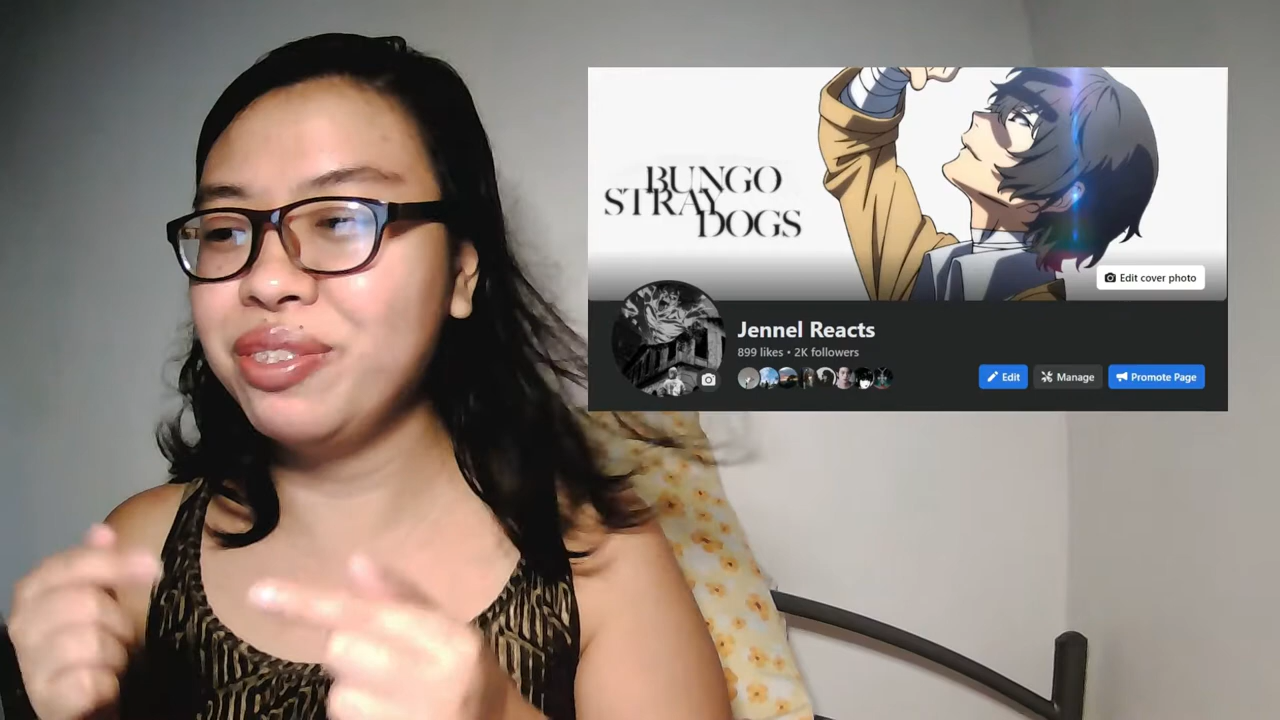 BUNGO
STRAY
DOGS
Edit cover photo
Jennel Reacts
899 likes • 2K followers
Edit
Manage
Promote Page